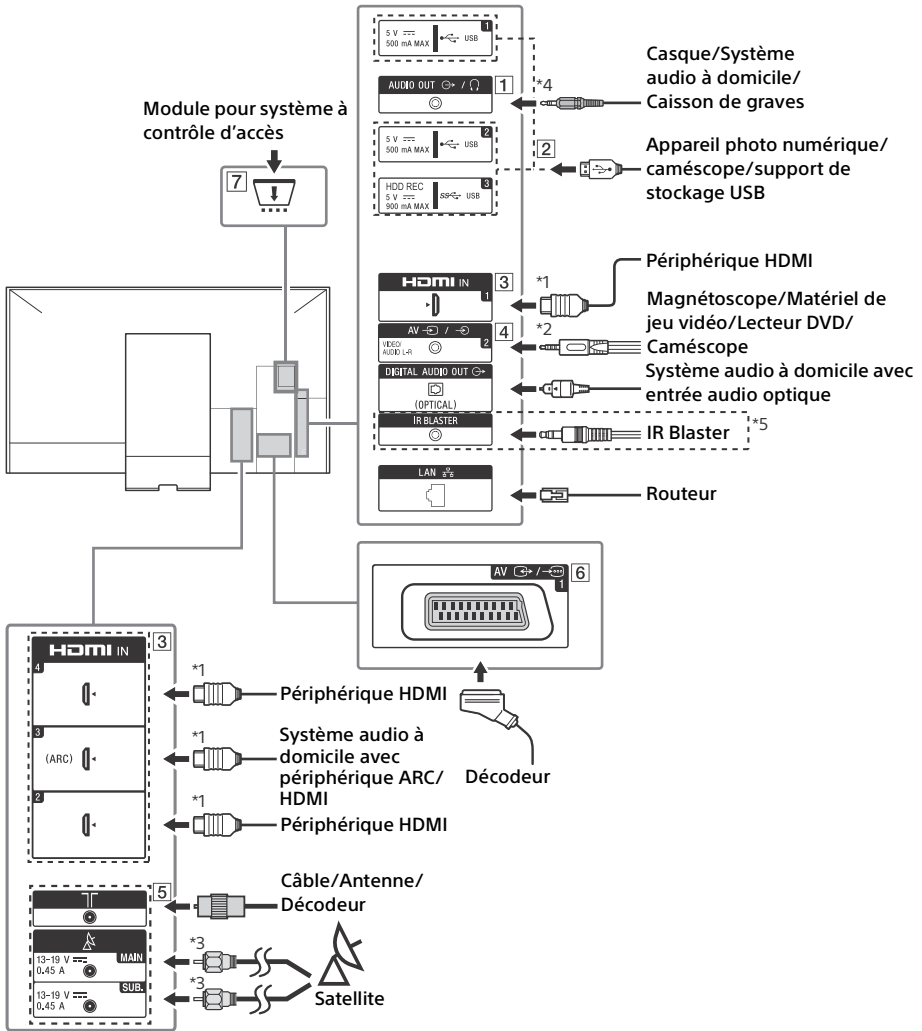 Module pour système à
contrôle d'accès
7
5 V
500 mA MAX
USB
1
AUDIO OUT /
1
*4
Casque/Système
audio à domicile/
Caisson de graves
5 V
500 mA MAX
USB
2
2
Appareil photo numérique/
caméscope/support de
stockage USB
HDD REC
5 V
900 mA MAX
SS USB
3
HDMI IN
1
3
*1
Périphérique HDMI
AV /
VIDEO/
AUDIO L-R
2
4
*2
Magnétoscope/Matériel de
jeu vidéo/Lecteur DVD/
Caméscope
DIGITAL AUDIO OUT
(OPTICAL)
Système audio à domicile avec
entrée audio optique
IR BLASTER
IR Blaster
*5
LAN
Routeur
AV /
1
6
Décodeur
3
HDMI IN
4
*1
Périphérique HDMI
3
(ARC)
*1
Système audio à
domicile avec
périphérique ARC/
HDMI
2
*1
Périphérique HDMI
5
Câble/Antenne/
Décodeur
13-19 V
0.45 A
MAIN
*3
13-19 V
0.45 A
SUB.
*3
Satellite